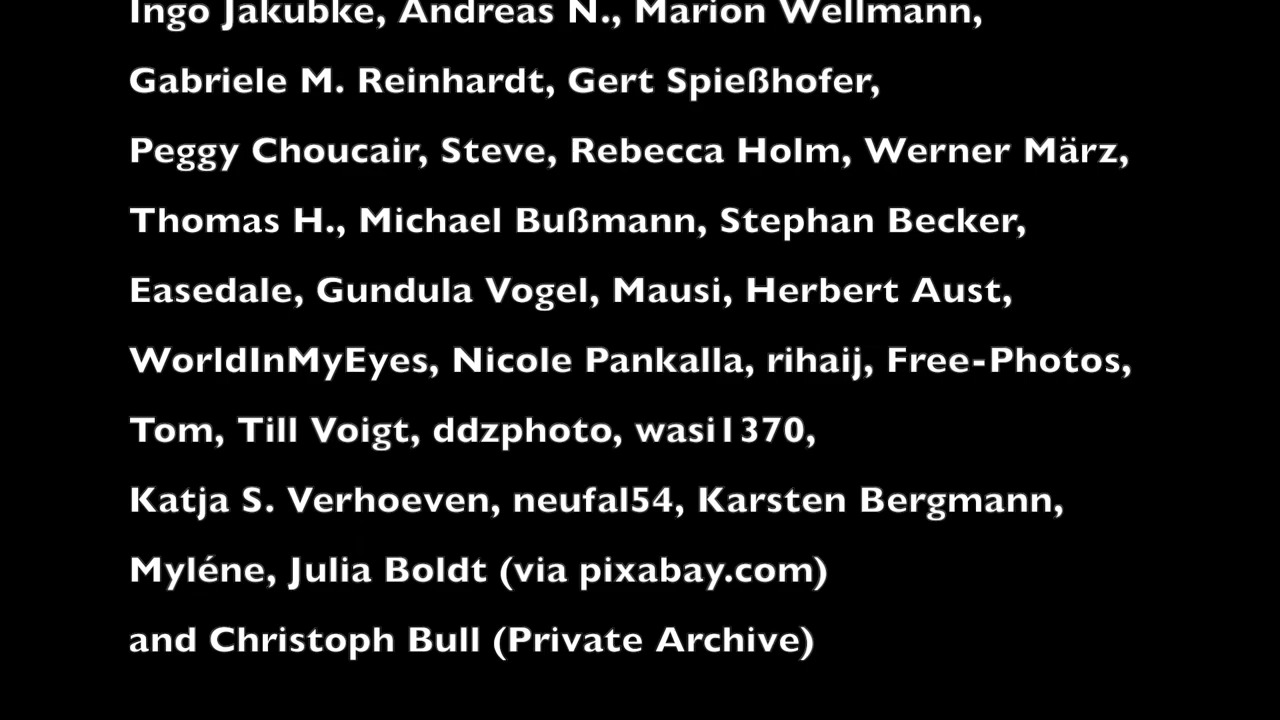 Ingo Jakubke, Andreas N., Marion Wellmann,
Gabriele M. Reinhardt, Gert Spießhofer,
Peggy Choucair, Steve, Rebecca Holm, Werner März,
Thomas H., Michael Bußmann, Stephan Becker,
Easedale, Gundula Vogel, Mausi, Herbert Aust,
WorldInMyEyes, Nicole Pankalla, rihaij, Free-Photos,
Tom, Till Voigt, ddzphoto, wasi1370,
Katja S. Verhoeven, neufal54, Karsten Bergmann,
Myléne, Julia Boldt (via pixabay.com)
and Christoph Bull (Private Archive)